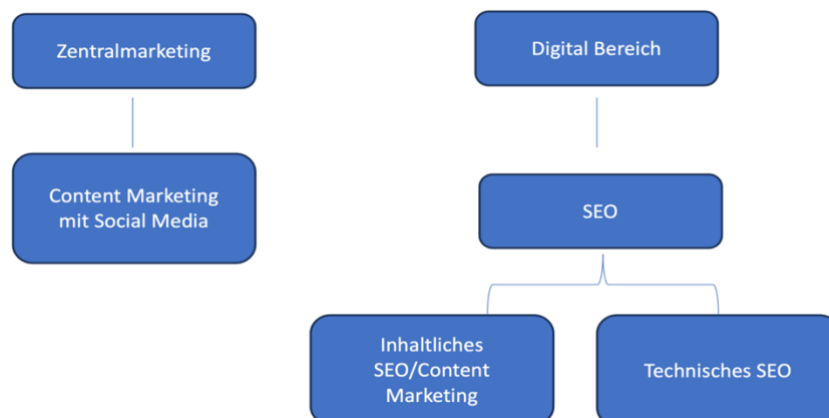 Zentralmarketing
Digital Bereich
Content Marketing
mit Social Media
SEO
Inhaltliches
SEO/Content
Marketing
Technisches SEO